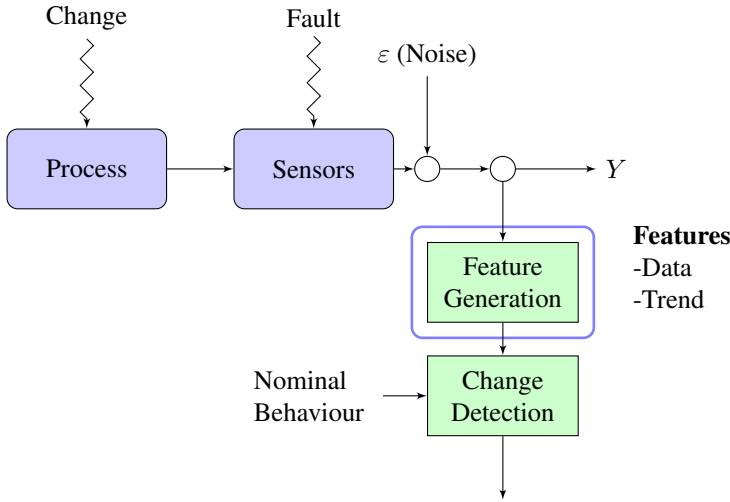 Change
Fault
ε (Noise)
Process
Sensors
Y
Features
-Data
-Trend
Feature
Generation
Nominal
Behaviour
Change
Detection